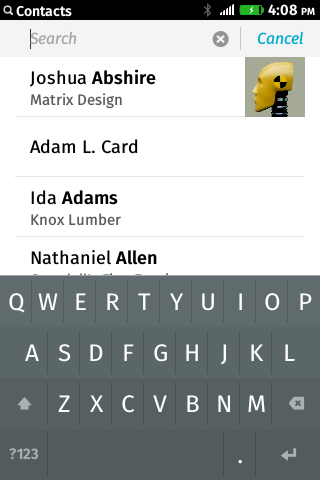 Contacts 4:08 PM
Search Cancel
Joshua Abshire
Matrix Design
Adam L. Card
Ida Adams
Knox Lumber
Nathaniel Allen
Q W E R T Y U I O P
A S D F G H J K L
Z X C V B N M
?123 .